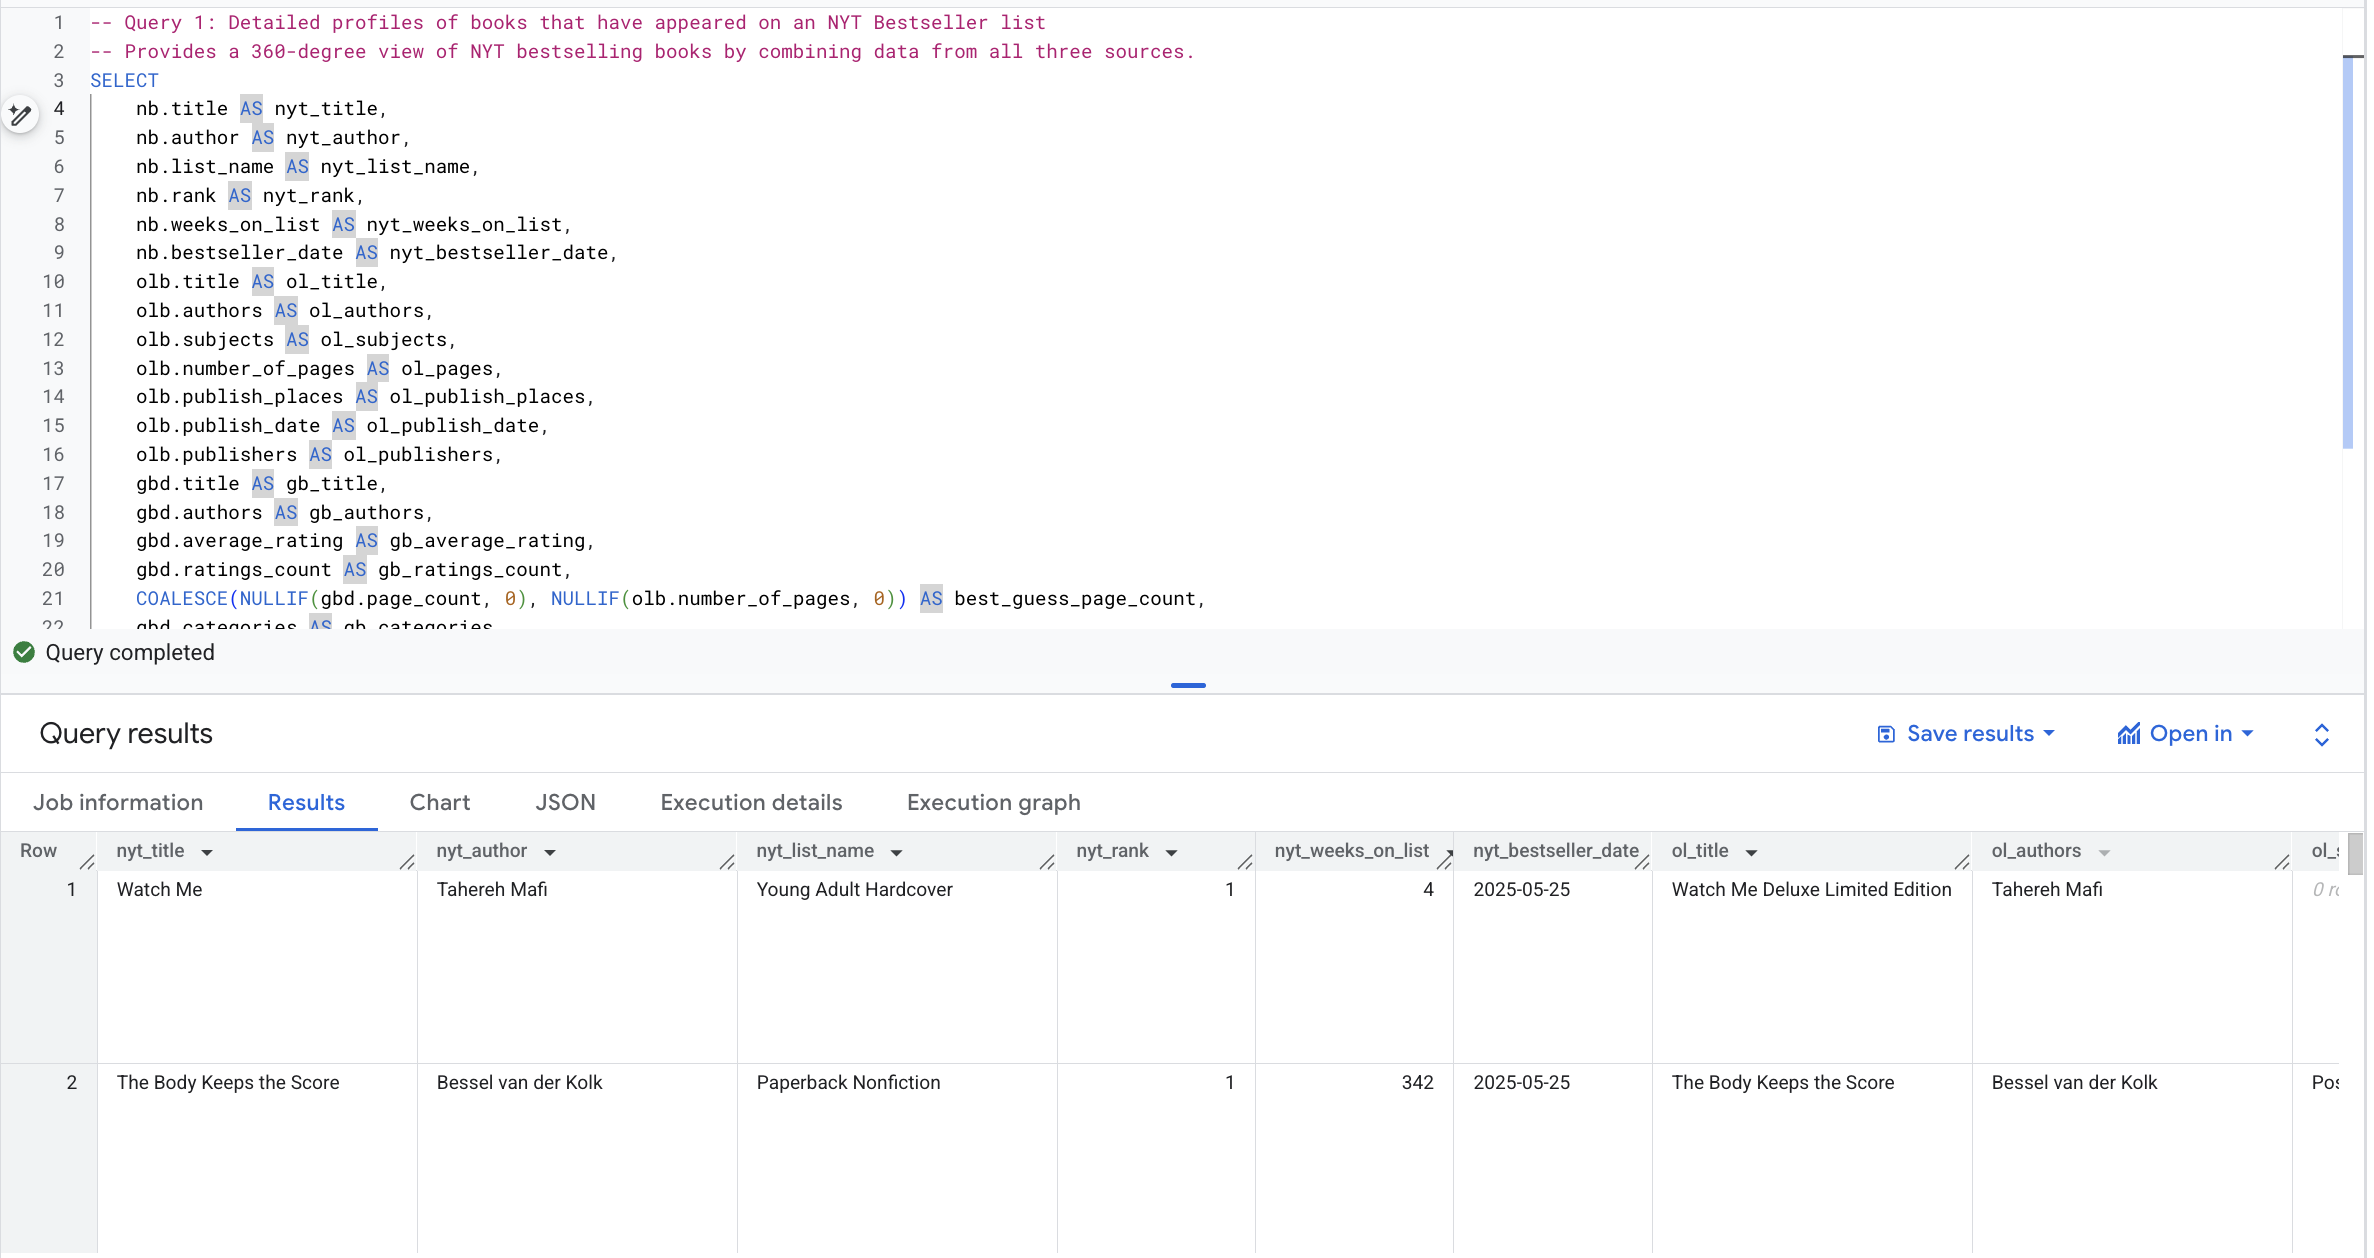 1 -- Query 1: Detailed profiles of books that have appeared on an NYT Bestseller list
2 -- Provides a 360-degree view of NYT bestselling books by combining data from all three sources.
3 SELECT
4 nb.title AS nyt_title,
5 nb.author AS nyt_author,
6 nb.list_name AS nyt_list_name,
7 nb.rank AS nyt_rank,
8 nb.weeks_on_list AS nyt_weeks_on_list,
9 nb.bestseller_date AS nyt_bestseller_date,
10 olb.title AS ol_title,
11 olb.authors AS ol_authors,
12 olb.subjects AS ol_subjects,
13 olb.number_of_pages AS ol_pages,
14 olb.publish_places AS ol_publish_places,
15 olb.publish_date AS ol_publish_date,
16 olb.publishers AS ol_publishers,
17 gbd.title AS gb_title,
18 gbd.authors AS gb_authors,
19 gbd.average_rating AS gb_average_rating,
20 gbd.ratings_count AS gb_ratings_count,
21 COALESCE(NULLIF(gbd.page_count, 0), NULLIF(olb.number_of_pages, 0)) AS best_guess_page_count,
22 gbd.categories AS gb_categories
Query completed
Query results
Save results
Open in
Job information Results Chart JSON Execution details Execution graph
Row nyt_title nyt_author nyt_list_name nyt_rank nyt_weeks_on_list nyt_bestseller_date ol_title ol_authors
1 Watch Me Tahereh Mafi Young Adult Hardcover 1 4 2025-05-25 Watch Me Deluxe Limited Edition Tahereh Mafi 0
2 The Body Keeps the Score Bessel van der Kolk Paperback Nonfiction 1 342 2025-05-25 The Body Keeps the Score Bessel van der Kolk